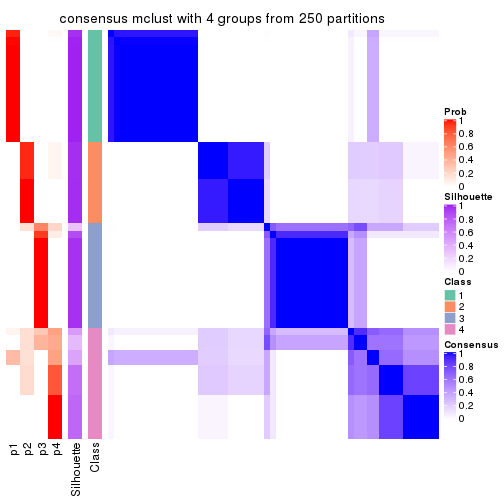 consensus mclust with 4 groups from 250 partitions
Prob
1
0.8
0.6
0.4
0.2
0
Silhouette
1
0.8
0.6
0.4
0.2
0
Class
1
2
3
4
Consensus
1
0.8
0.6
0.4
0.2
0
p1
p2
p3
p4
Silhouette
Class